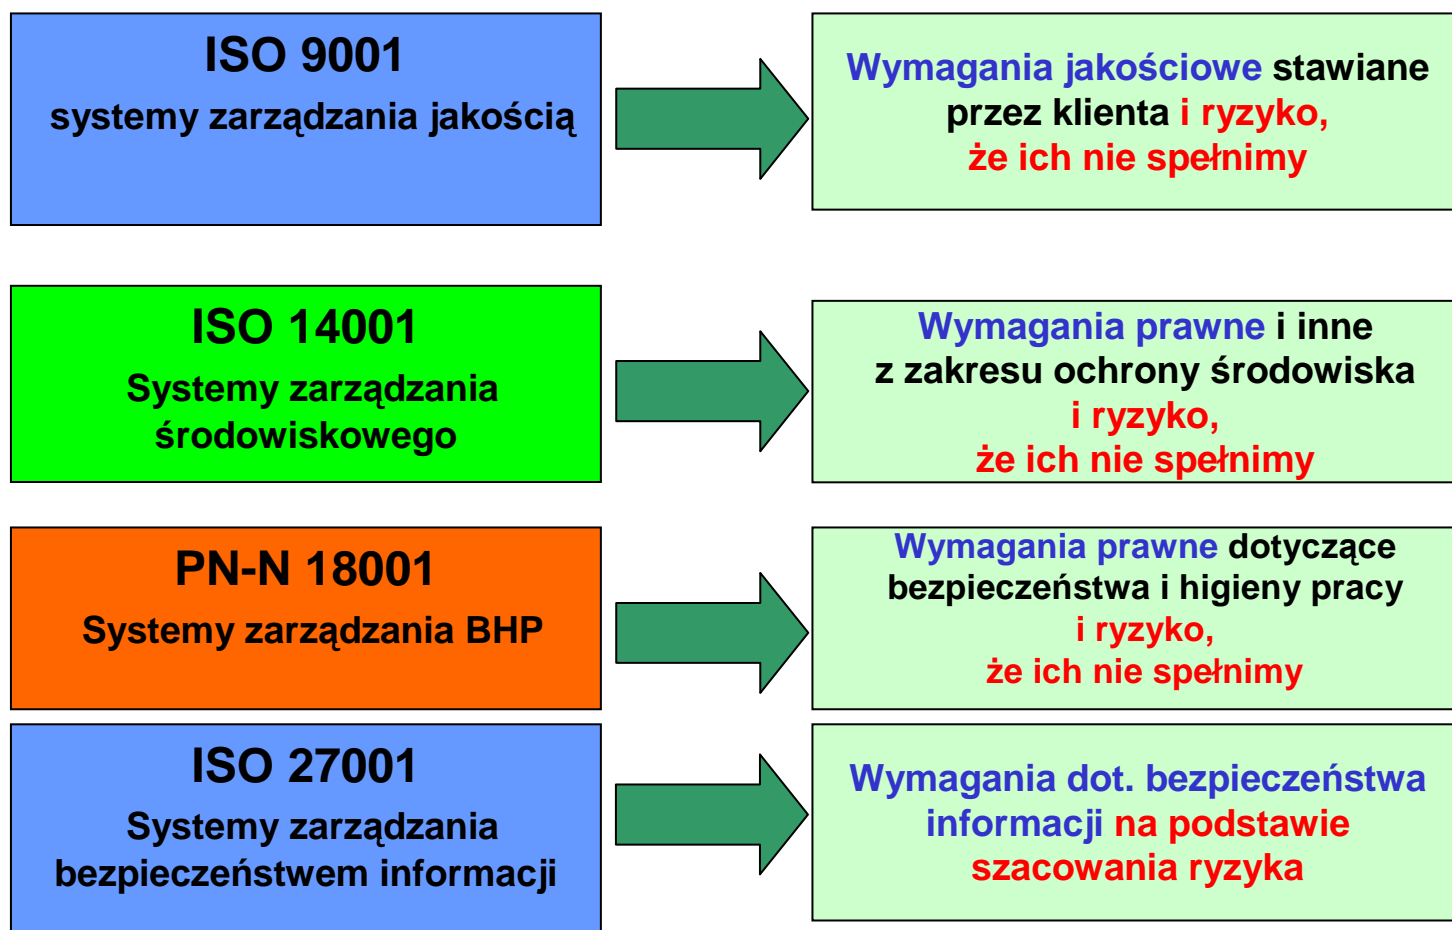 ISO 9001
systemy zarządzania jakością
Wymagania jakościowe stawiane
przez klienta i ryzyko,
że ich nie spełnimy
ISO 14001
Systemy zarządzania
środowiskowego
Wymagania prawne i inne
z zakresu ochrony środowiska
i ryzyko,
że ich nie spełnimy
PN-N 18001
Systemy zarządzania BHP
Wymagania prawne dotyczące
bezpieczeństwa i higieny pracy
i ryzyko,
że ich nie spełnimy
ISO 27001
Systemy zarządzania
bezpieczeństwem informacji
Wymagania dot. bezpieczeństwa
informacji na podstawie
szacowania ryzyka